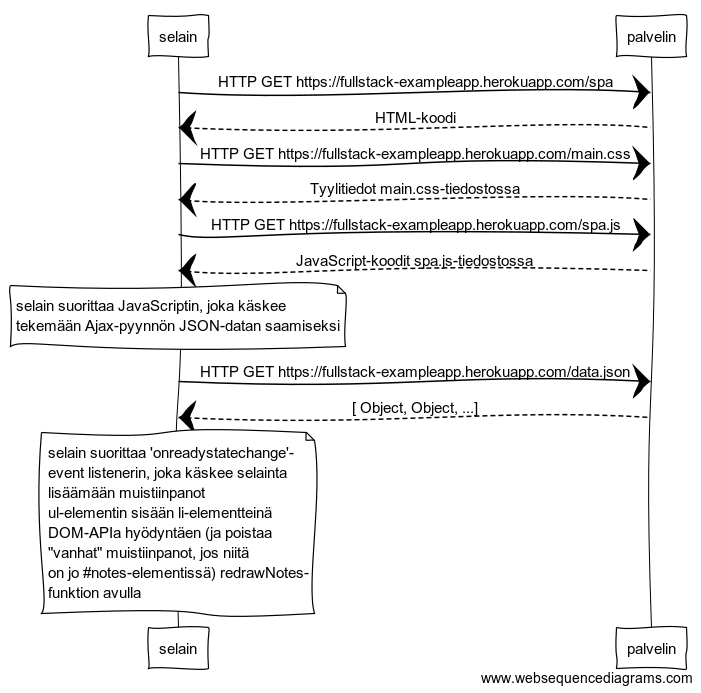 selain palvelin
HTTP GET https://fullstack-exampleapp.herokuapp.com/spa
HTML-koodi
HTTP GET https://fullstack-exampleapp.herokuapp.com/main.css
Tyylitiedot main.css-tiedostossa
HTTP GET https://fullstack-exampleapp.herokuapp.com/spa.js
JavaScript-koodit spa.js-tiedostossa
selain suorittaa JavaScriptin, joka käskee
tekemään Ajax-pyynnön JSON-datan saamiseksi
HTTP GET https://fullstack-exampleapp.herokuapp.com/data.json
[ Object, Object, ...]
selain suorittaa 'onreadystatechange'-
event listenerin, joka käskee selainta
lisäämään muistiinpanot
ul-elementin sisään li-elementteinä
DOM-APIa hyödyntäen (ja poistaa
"vanhat" muistiinpanot, jos niitä
on jo #notes-elementissä) redrawNotes-
funktion avulla
selain palvelin
www.websequencediagrams.com